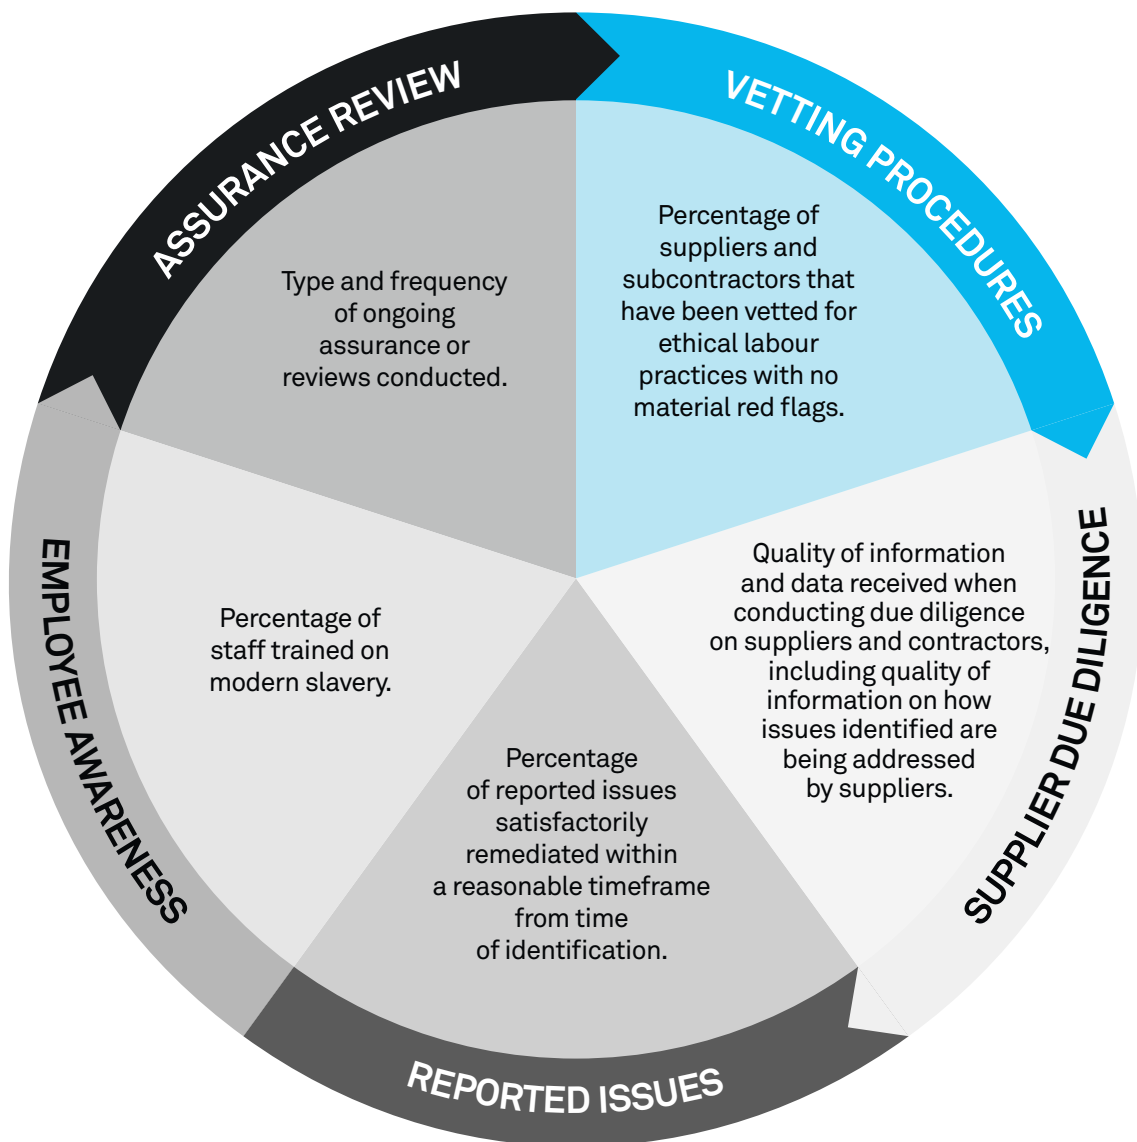 VETTING PROCEDURES
Percentage of
suppliers and
subcontractors that
have been vetted for
ethical labour
practices with no
material red flags.
SUPPLIER DUE DILIGENCE
Quality of information
and data received when
conducting due diligence
on suppliers and contractors,
including quality of
information on how
issues identified are
being addressed
by suppliers.
REPORTED ISSUES
Percentage
of reported issues
satisfactorily
remediated within
a reasonable timeframe
from time
of identification.
EMPLOYEE AWARENESS
Percentage of
staff trained on
modern slavery.
ASSURANCE REVIEW
Type and frequency
of ongoing
assurance or
reviews conducted.